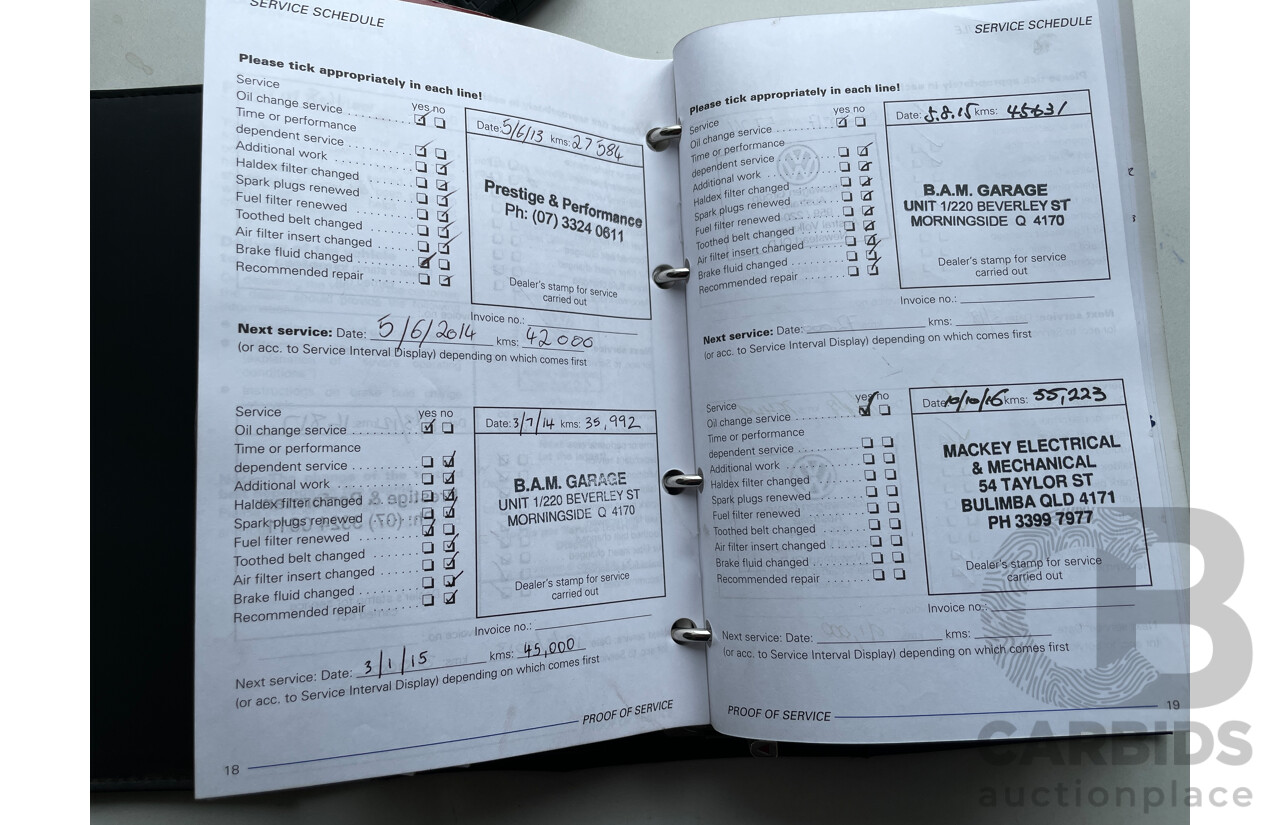 SERVICE SCHEDULE
Please tick appropriately in each line!
Service
yes no
Oil change service
Time or performance
dependent service
Additional work
Haldex filter changed
Spark plugs renewed
Fuel filter renewed
Toothed belt changed
Air filter insert changed
Brake fluid changed
Recommended repair
Date: 5/6/13 kms: 27584
Prestige & Performance
Ph: (07) 3324 0611
Dealer's stamp for service
carried out
Invoice no.:
Next service: Date: 5/6/2014 kms: 42000
(or acc. to Service Interval Display) depending on which comes first
Service
yes no
Oil change service
Time or performance
dependent service
Additional work
Haldex filter changed
Spark plugs renewed
Fuel filter renewed
Toothed belt changed
Air filter insert changed
Brake fluid changed
Recommended repair
Date: 3/7/14 kms: 35,992
B.A.M. GARAGE
UNIT 1/220 BEVERLEY ST
MORNINGSIDE Q 4170
Dealer's stamp for service
carried out
Invoice no.:
Next service: Date: 3/1/15 kms: 45,000
(or acc. to Service Interval Display) depending on which comes first
PROOF OF SERVICE
18
SERVICE SCHEDULE
Please tick appropriately in each line!
Service
yes no
Oil change service
Time or performance
dependent service
Additional work
Haldex filter changed
Spark plugs renewed
Fuel filter renewed
Toothed belt changed
Air filter insert changed
Brake fluid changed
Recommended repair
Date: 5.8.15 kms: 45631
B.A.M. GARAGE
UNIT 1/220 BEVERLEY ST
MORNINGSIDE Q 4170
Dealer's stamp for service
carried out
Invoice no.:
Next service: Date: kms:
(or acc. to Service Interval Display) depending on which comes first
Service
yes no
Oil change service
Time or performance
dependent service
Additional work
Haldex filter changed
Spark plugs renewed
Fuel filter renewed
Toothed belt changed
Air filter insert changed
Brake fluid changed
Recommended repair
Date: 10/10/16 kms: 55,223
MACKEY ELECTRICAL
& MECHANICAL
54 TAYLOR ST
BULIMBA QLD 4171
PH 3399 7977
Dealer's stamp for service
carried out
Invoice no.:
Next service: Date: kms:
(or acc. to Service Interval Display) depending on which comes first
PROOF OF SERVICE
19
CARBIDS
auctionplace